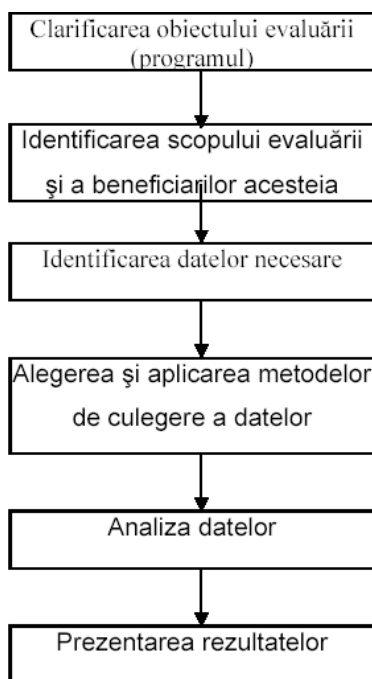 Clarificarea obiectului evaluării
(programul)
Identificarea scopului evaluării
şi a beneficiarilor acesteia
Identificarea datelor necesare
Alegerea şi aplicarea metodelor
de culegere a datelor
Analiza datelor
Prezentarea rezultatelor